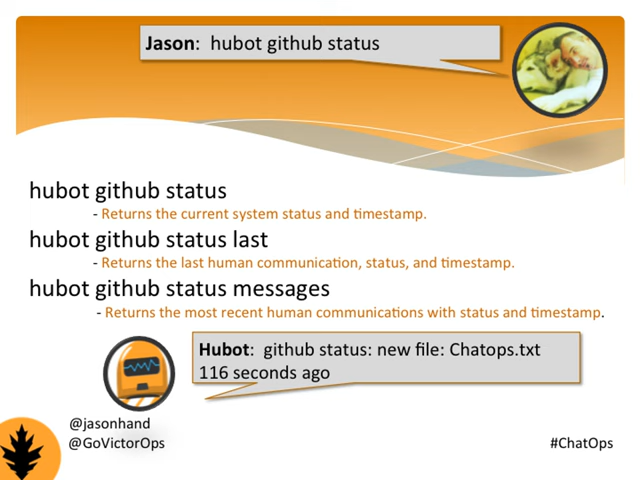 Jason: hubot github status
hubot github status
- Returns the current system status and timestamp.
hubot github status last
- Returns the last human communication, status, and timestamp.
hubot github status messages
- Returns the most recent human communications with status and timestamp.
Hubot: github status: new file: Chatops.txt
116 seconds ago
@jasonhand
@GoVictorOps
#ChatOps